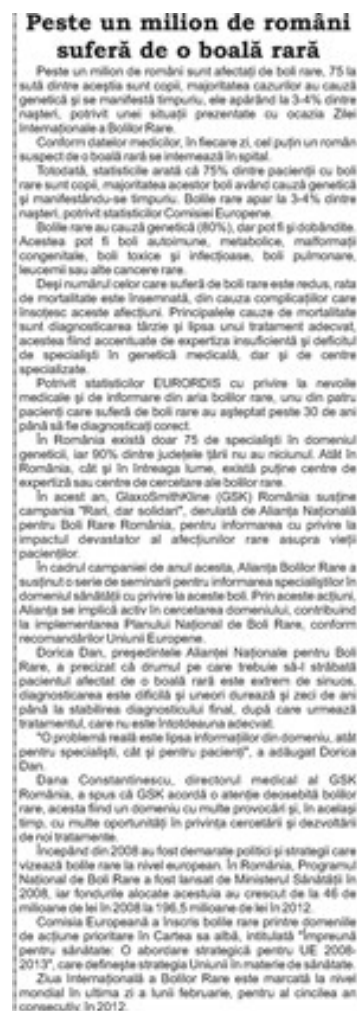 Peste un milion de români
suferă de o boală rară
Peste un milion de români sunt afectați de boli rare, 75 la
sută dintre aceștia sunt copii, majoritatea cazurilor au cauză
genetică și se manifestă timpuriu, ele apărând la 3-4% dintre
nașteri, potrivit unei situații prezentate cu ocazia Zilei
Internaționale a Bolilor Rare.
Conform datelor medicilor, în fiecare zi, cel puțin un român
suspect de o boală rară se internează în spital.
Totodată, statisticile arată că 75% dintre pacienții cu boli
rare sunt copii, majoritatea acestor boli având cauză genetică
și manifestându-se timpuriu. Bolile rare apar la 3-4% dintre
nașteri, potrivit statisticilor Comisiei Europene.
Bolile rare au cauză genetică (80%), dar pot fi și dobândite.
Acestea pot fi boli autoimune, metabolice, malformații
congenitale, boli toxice și infecțioase, boli pulmonare,
leucemii sau alte cancere rare.
Deși numărul celor care suferă de boli rare este redus, rata
de mortalitate este însemnată, din cauza complicațiilor care
însoțesc aceste afecțiuni. Principalele cauze de mortalitate
sunt diagnosticarea târzie și lipsa unui tratament adecvat,
acestea fiind accentuate de expertiza insuficientă și deficitul
de specialiști în genetică medicală, dar și de centre
specializate.
Potrivit statisticilor EURORDIS cu privire la nevoile
medicale și de informare din aria bolilor rare, unu din patru
pacienți care suferă de boli rare au așteptat peste 30 de ani
până să fie diagnosticați corect.
În România există doar 75 de specialiști în domeniul
geneticii, iar 90% dintre județele țării nu au niciunul. Atât în
România, cât și în întreaga lume, există puține centre de
expertiză sau centre de cercetare ale bolilor rare.
În acest an, GlaxoSmithKline (GSK) România susține
campania "Rari, dar solidari", derulată de Alianța Națională
pentru Boli Rare România, pentru informarea cu privire la
impactul devastator al afecțiunilor rare asupra vieții
pacienților.
În cadrul campaniei de anul acesta, Alianța Bolilor Rare a
susținut o serie de seminarii pentru informarea specialiștilor în
domeniul sănătății cu privire la aceste boli. Prin aceste acțiuni,
Alianța se implică activ în cercetarea domeniului, contribuind
la implementarea Planului Național de Boli Rare, conform
recomandărilor Uniunii Europene.
Dorica Dan, președintele Alianței Naționale pentru Boli
Rare, a precizat că drumul pe care trebuie să-l străbată
pacientul afectat de o boală rară este extrem de sinuos,
diagnosticarea este dificilă și uneori durează și zeci de ani
până la stabilirea diagnosticului final, după care urmează
tratamentul, care nu este întotdeauna adecvat.
"O problemă reală este lipsa informațiilor din domeniu, atât
pentru specialiști, cât și pentru pacienți", a adăugat Dorica
Dan.
Dana Constantinescu, directorul medical al GSK
România, a spus că GSK acordă o atenție deosebită bolilor
rare, acesta fiind un domeniu cu multe provocări și, în același
timp, cu multe oportunități în privința cercetării și dezvoltării
de noi tratamente.
Începând din 2008 au fost demarate politici și strategii care
vizează bolile rare la nivel european. În România, Programul
Național de Boli Rare a fost lansat de Ministerul Sănătății în
2008, iar fondurile alocate acestuia au crescut de la 46 de
milioane de lei în 2008 la 196,5 milioane de lei în 2012.
Comisia Europeană a înscris bolile rare printre domeniile
de acțiune prioritare în Cartea sa albă, intitulată "Împreună
pentru sănătate: O abordare strategică pentru UE 2008-
2013", care definește strategia Uniunii în materie de sănătate.
Ziua Internațională a Bolilor Rare este marcată la nivel
mondial în ultima zi a lunii februarie, pentru al cincilea an
consecutiv în 2012.